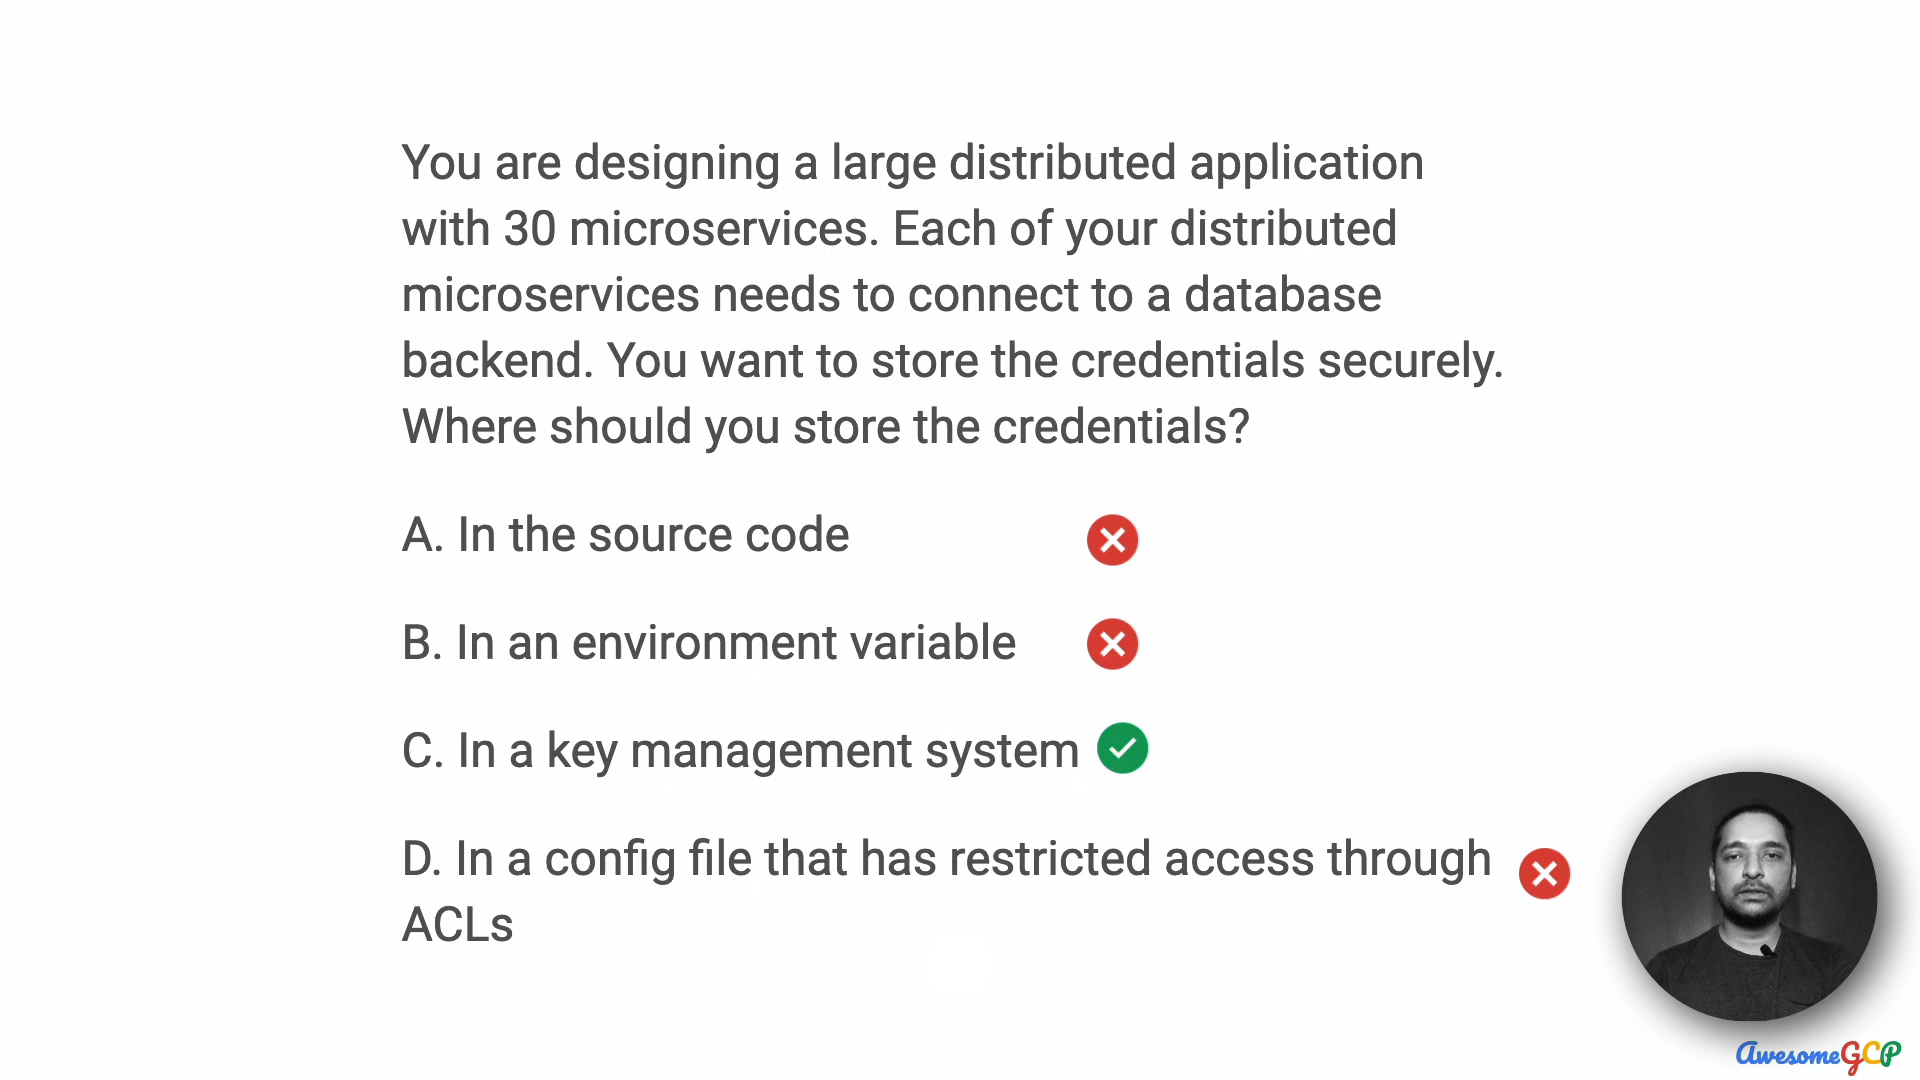 You are designing a large distributed application
with 30 microservices. Each of your distributed
microservices needs to connect to a database
backend. You want to store the credentials securely.
Where should you store the credentials?
A. In the source code
B. In an environment variable
C. In a key management system
D. In a config file that has restricted access through
ACLs
AwesomeGCP